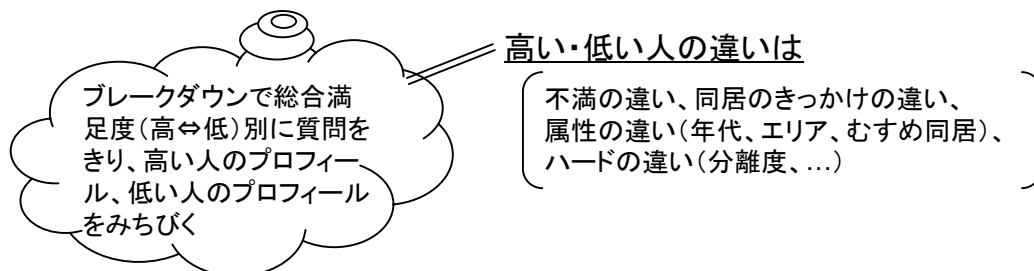 ブレークダウンで総合満
足度(高⇔低)別に質問を
きり、高い人のプロフィー
ル、低い人のプロフィール
をみちびく
高い・低い人の違いは
不満の違い、同居のきっかけの違い、
属性の違い(年代、エリア、むすめ同居)、
ハードの違い(分離度、…)